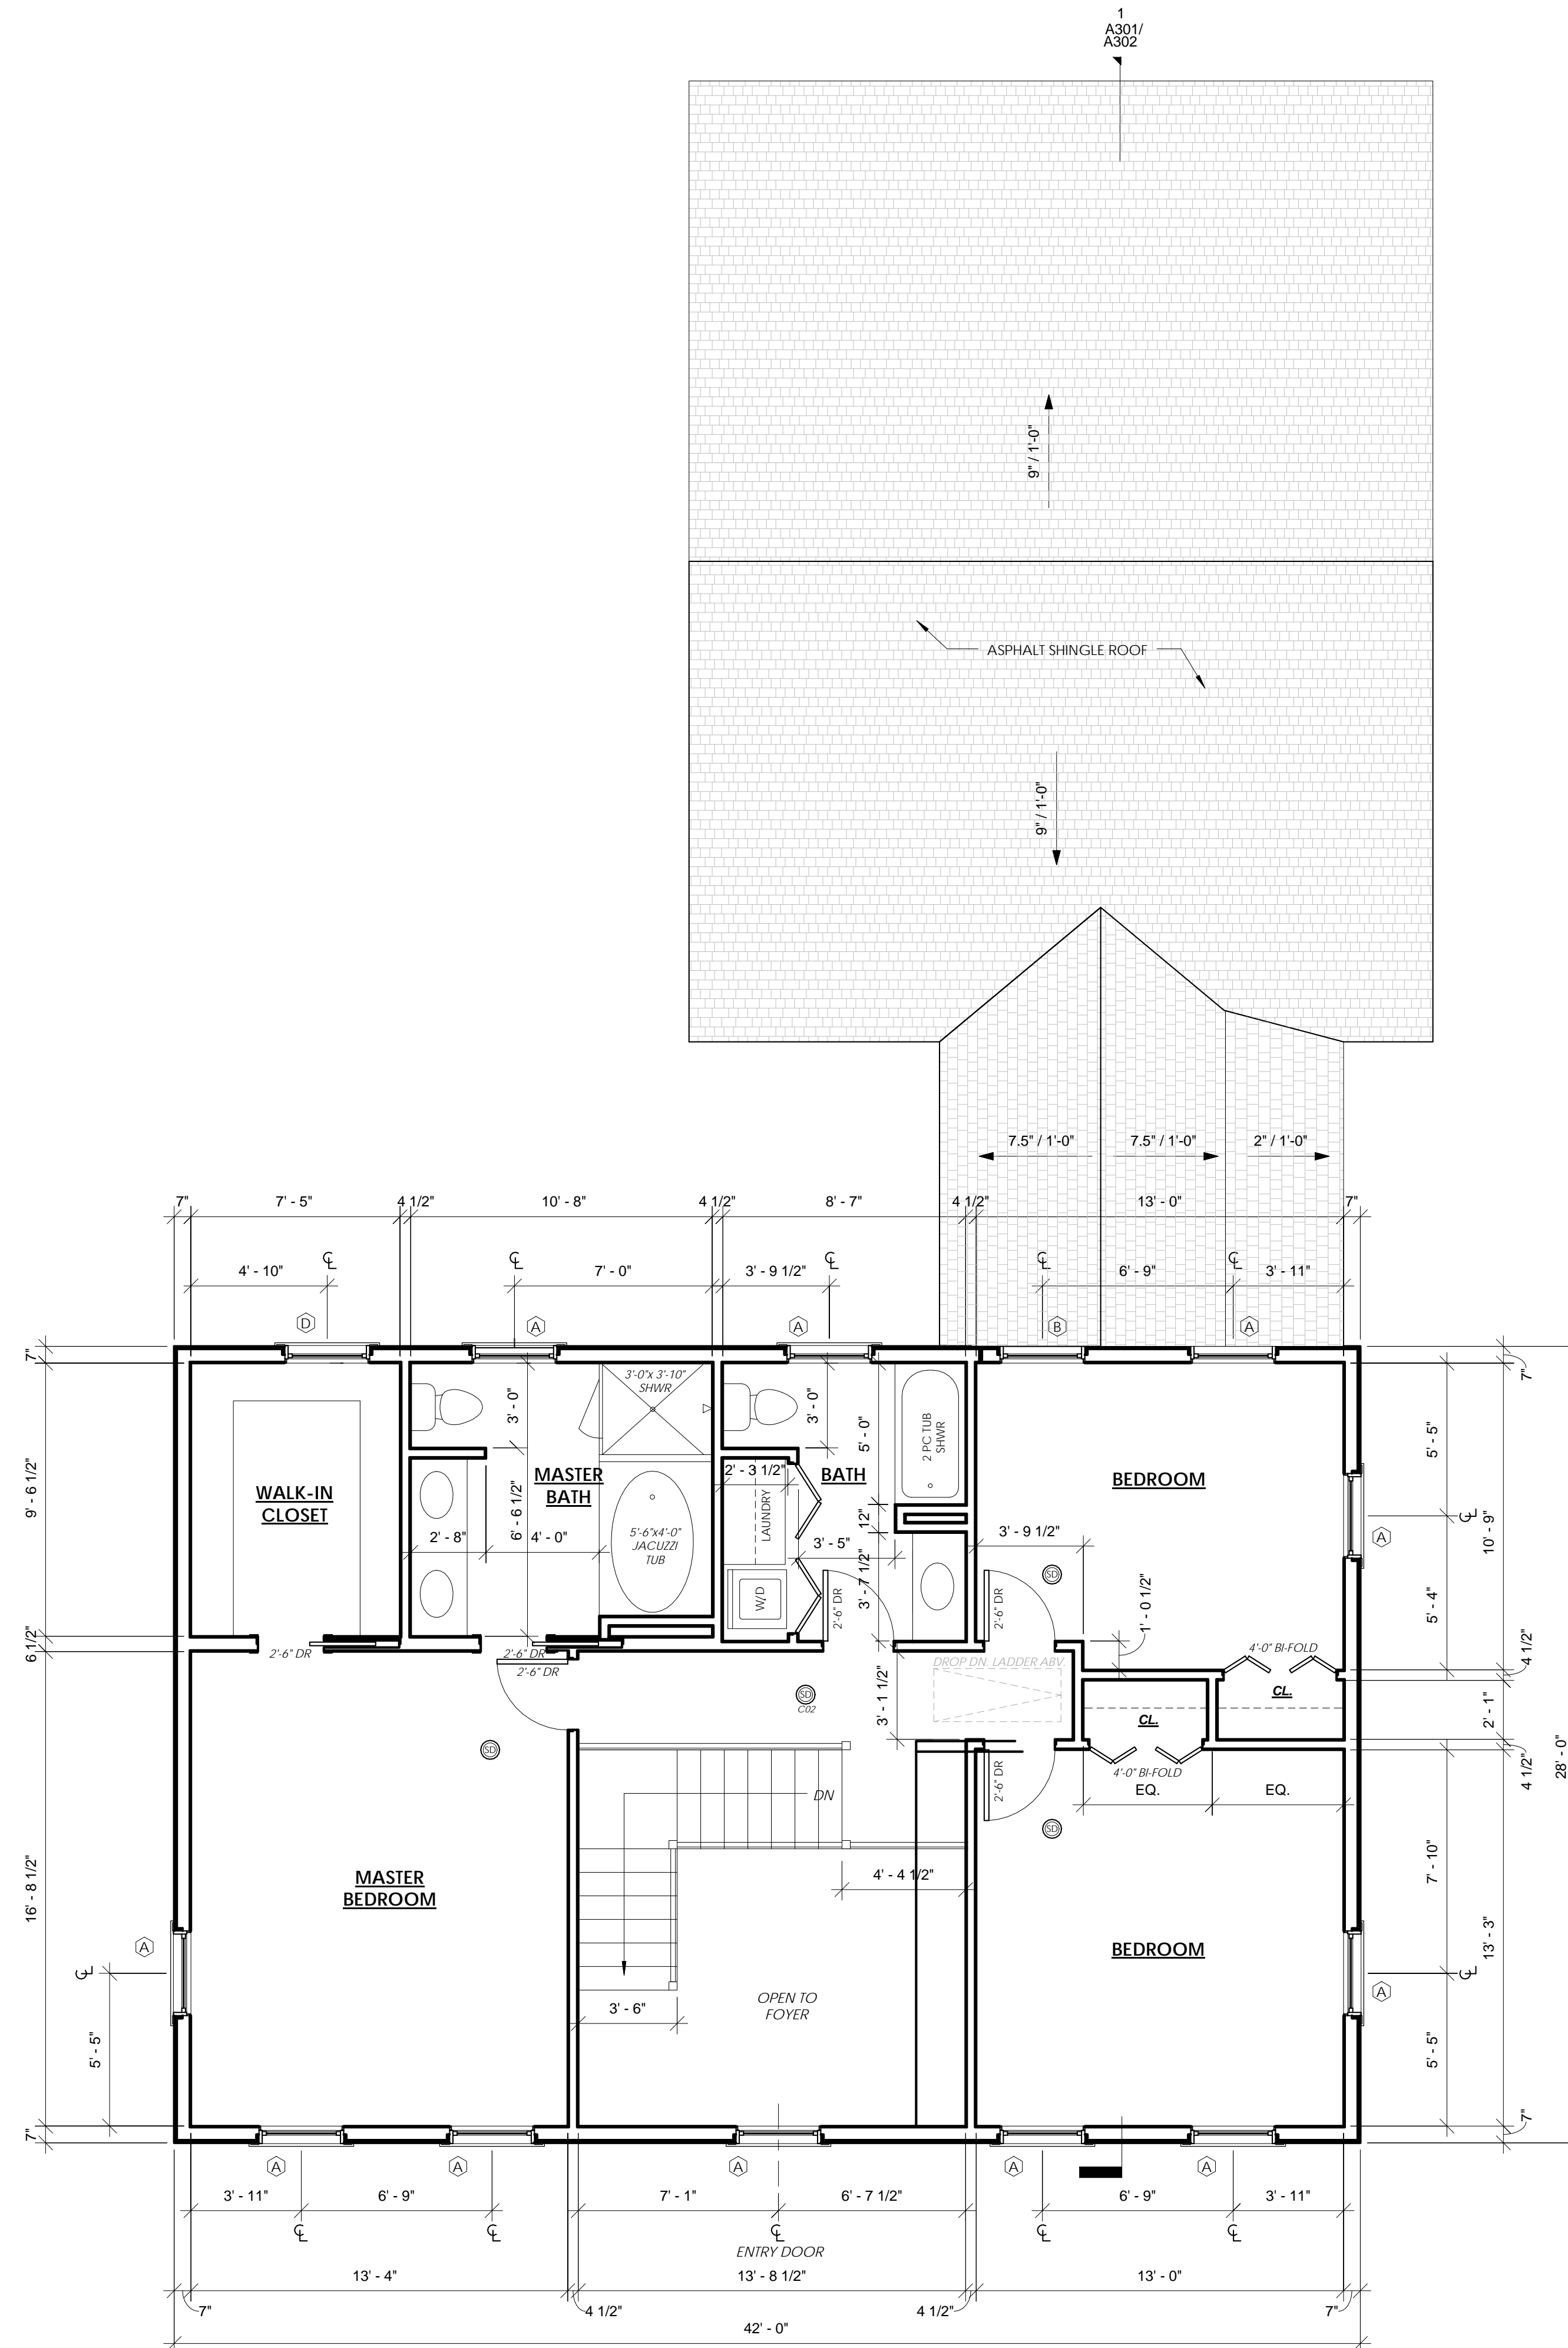 1
A301/
A302
9" / 1'-0"
ASPHALT SHINGLE ROOF
9" / 1'-0"
7.5" / 1'-0"
7.5" / 1'-0"
2" / 1'-0"
7"
7' - 5"
4 1/2"
10' - 8"
4 1/2"
8' - 7"
4 1/2"
13' - 0"
7"
4' - 10"
7' - 0"
3' - 9 1/2"
6' - 9"
3' - 11"
D
A
A
B
A
7"
9' - 6 1/2"
6 1/2"
16' - 8 1/2"
7"
5' - 5"
A
WALK-IN
CLOSET
2'-6" DR
3' - 0"
3'-0"x 3'-10"
SHWR
MASTER
BATH
6' - 6 1/2"
2' - 8"
4' - 0"
5'-6"x4'-0"
JACUZZI
TUB
2'-6" DR
2'-6" DR
3' - 0"
5' - 0"
2 PC TUB
SHWR
2' - 3 1/2"
BATH
LAUNDRY
W/D
12"
3' - 5"
3' - 7 1/2"
2'-6" DR
BEDROOM
3' - 9 1/2"
SD
2'-6" DR
1' - 0 1/2"
4'-0" BI-FOLD
CL.
CL.
4'-0" BI-FOLD
EQ.
EQ.
DROP DN. LADDER ABV.
SD
C02
3' - 1 1/2"
2'-6" DR
SD
SD
DN
MASTER
BEDROOM
4' - 4 1/2"
3' - 6"
OPEN TO
FOYER
BEDROOM
7"
5' - 5"
10' - 9"
A
5' - 4"
4 1/2"
2' - 1"
4 1/2"
28' - 0"
7' - 10"
13' - 3"
A
5' - 5"
7"
A
A
A
A
A
3' - 11"
6' - 9"
7' - 1"
6' - 7 1/2"
6' - 9"
3' - 11"
ENTRY DOOR
13' - 4"
13' - 8 1/2"
13' - 0"
7"
4 1/2"
4 1/2"
7"
42' - 0"